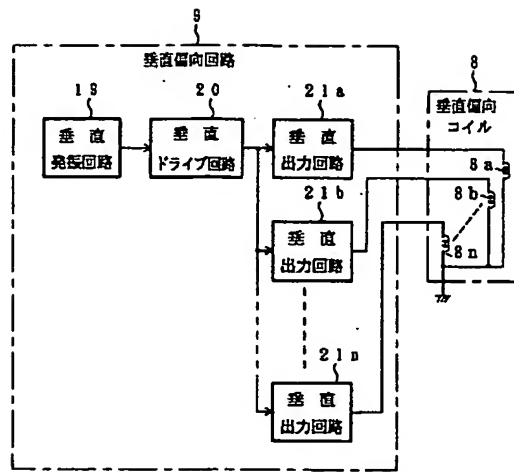 9
垂直偏向回路
8
垂直偏向
コイル
19
垂直
発振回路
20
垂直
ドライブ回路
21a
垂直
出力回路
8a
8b
8n
21b
垂直
出力回路
21n
垂直
出力回路